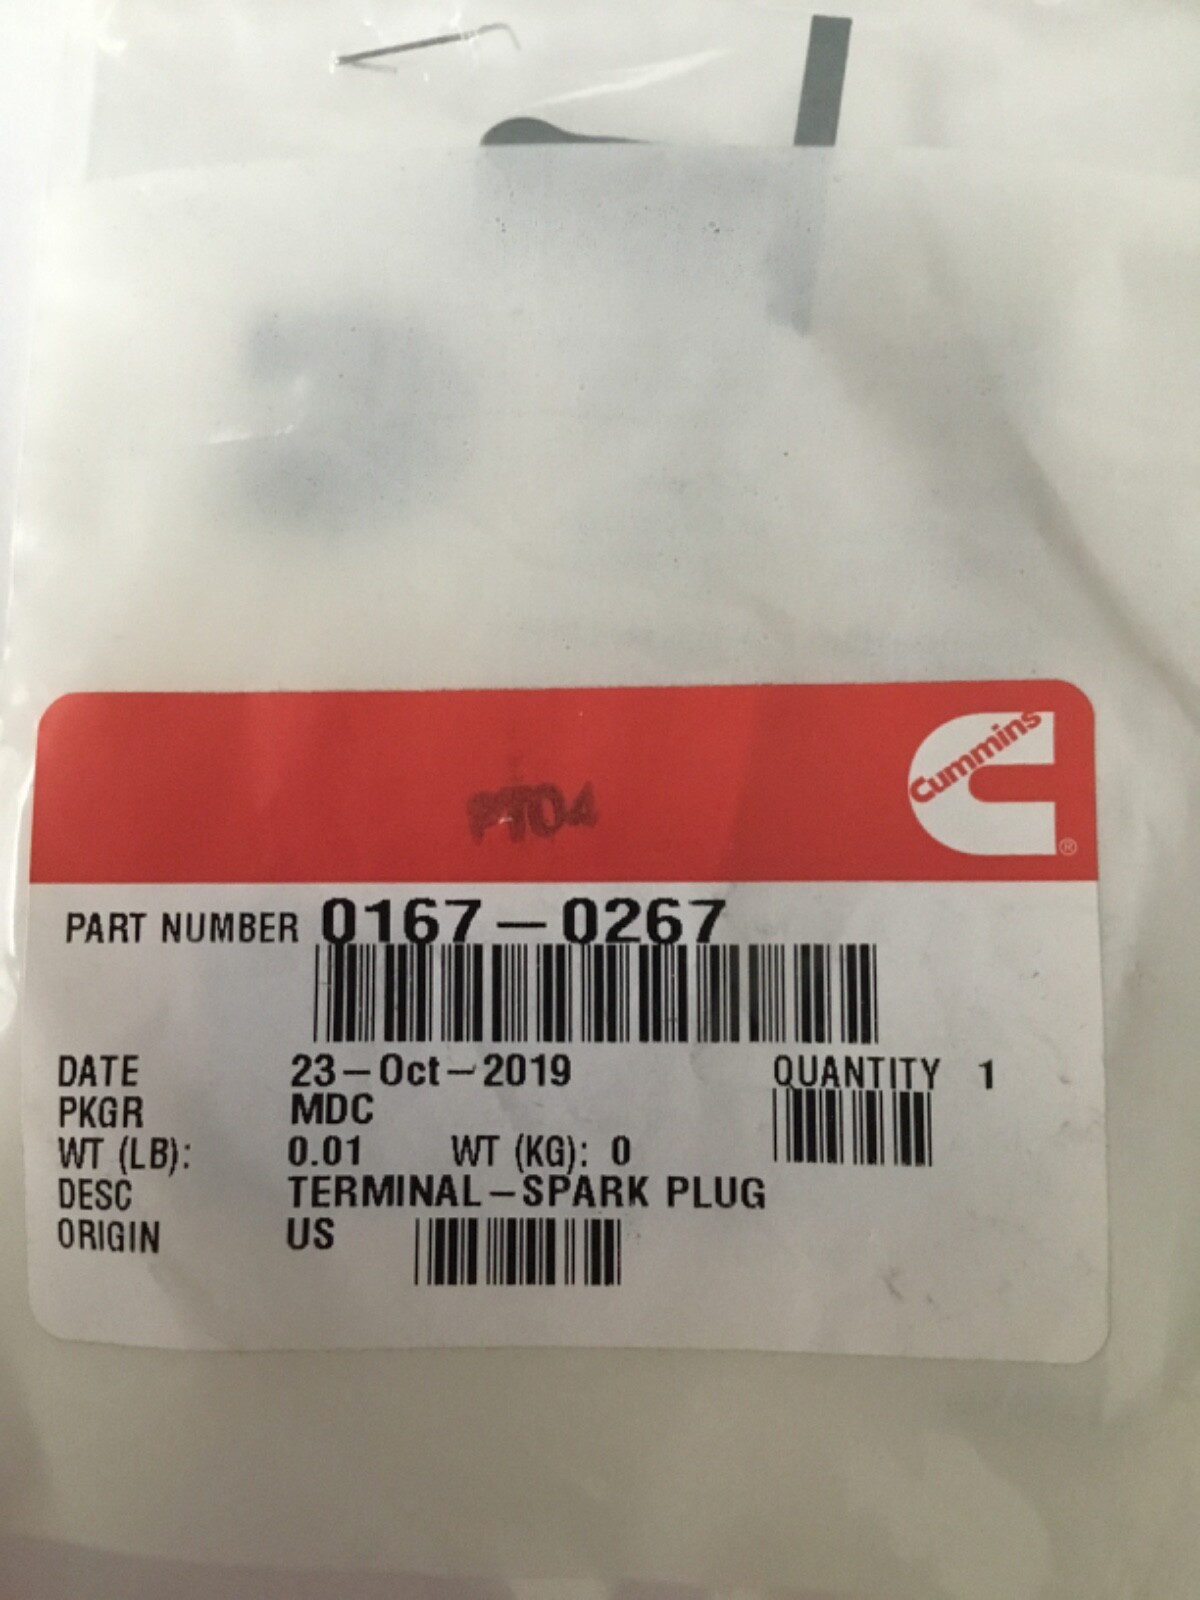 Cummins
®
PT04
PART NUMBER 0167-0267
DATE 23-Oct-2019 QUANTITY 1
PKGR MDC
WT (LB): 0.01 WT (KG): 0
DESC TERMINAL-SPARK PLUG
ORIGIN US